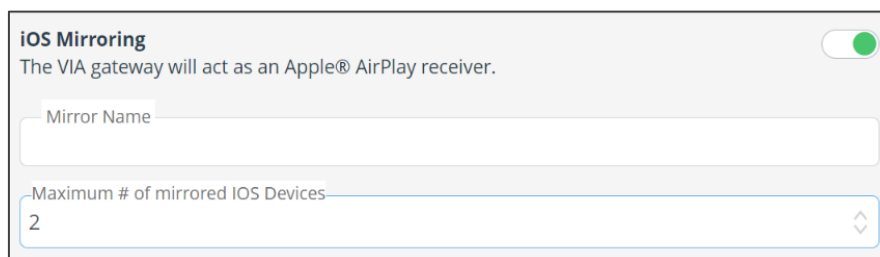 iOS Mirroring
The VIA gateway will act as an Apple® AirPlay receiver.
Mirror Name
Maximum # of mirrored IOS Devices
2